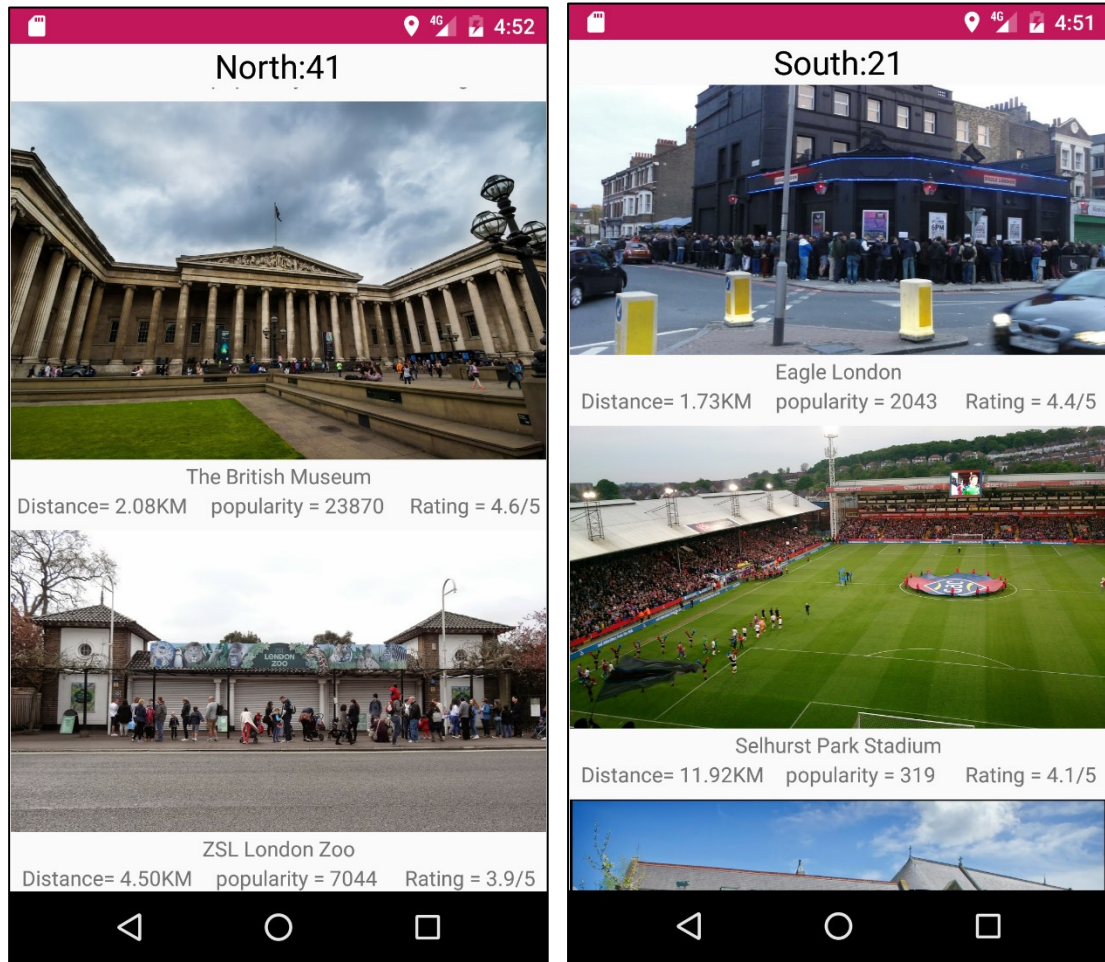 4G 4:52
North:41
LONDON
ZOO
The British Museum
Distance= 2.08KM popularity = 23870 Rating = 4.6/5
ZSL London Zoo
Distance= 4.50KM popularity = 7044 Rating = 3.9/5
4G 4:51
South:21
6PM
Eagle London
Distance= 1.73KM popularity = 2043 Rating = 4.4/5
Selhurst Park Stadium
Distance= 11.92KM popularity = 319 Rating = 4.1/5